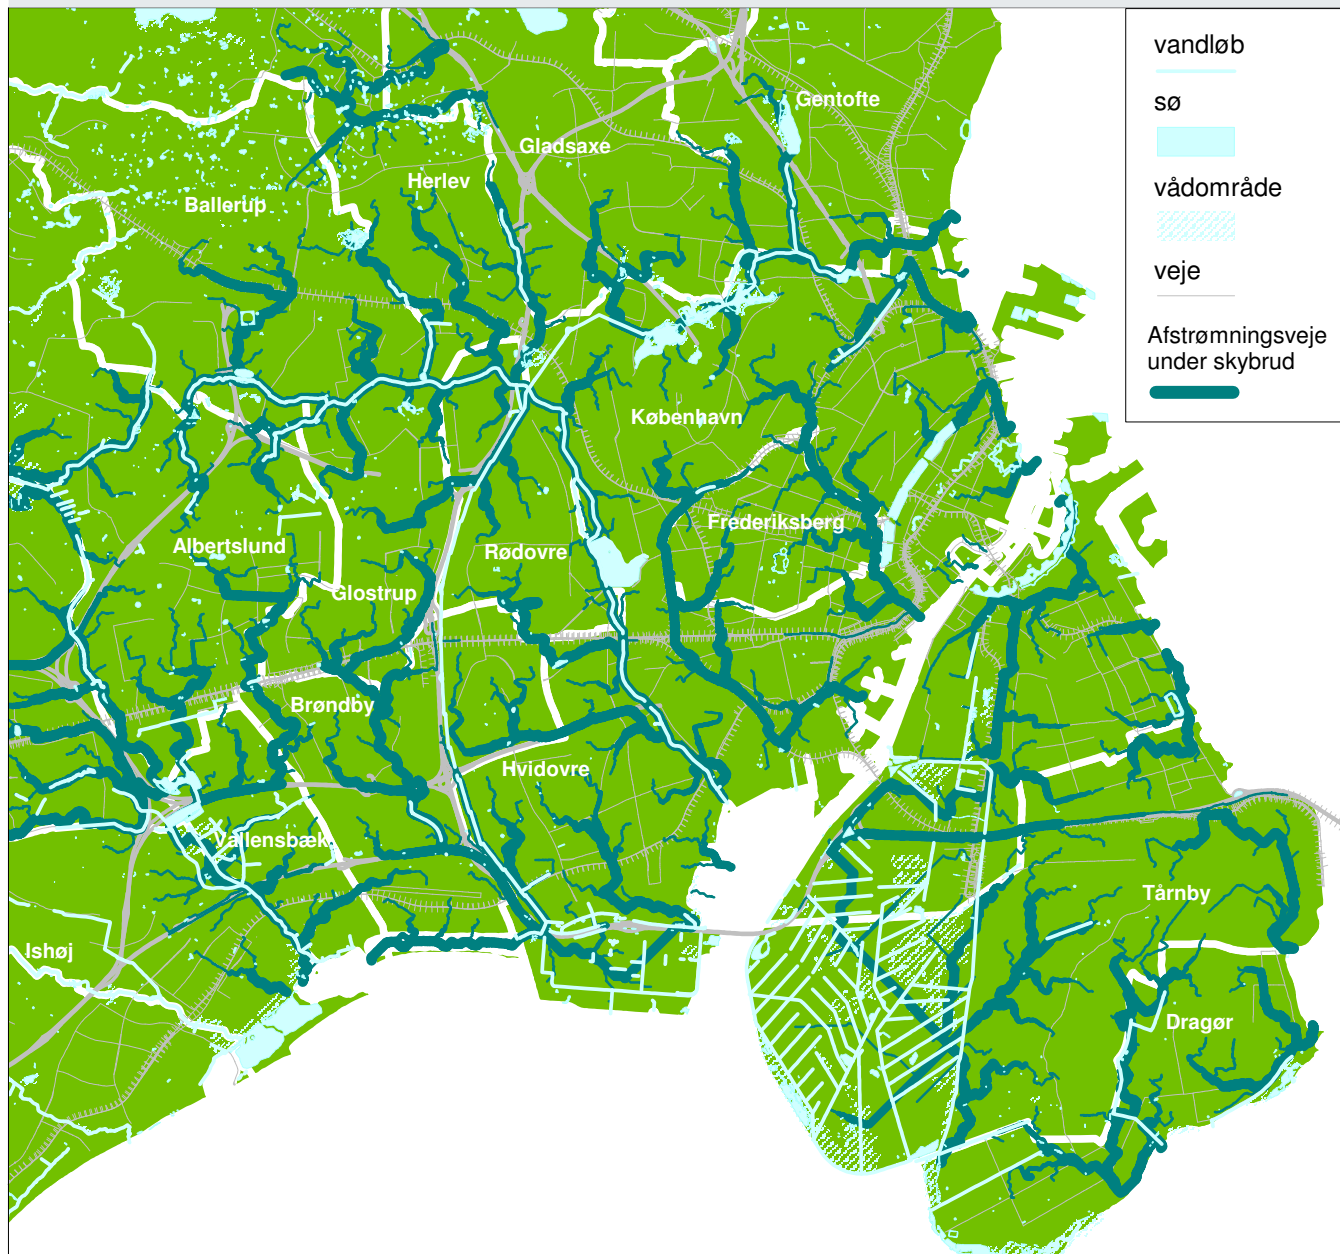 vandløb
sø
vådområde
veje
Afstrømningsveje
under skybrud
Gentofte
Gladsaxe
Herlev
Ballerup
København
Frederiksberg
Albertslund
Rødovre
Glostrup
Brøndby
Hvidovre
Vallensbæk
Tårnby
Ishøj
Dragør